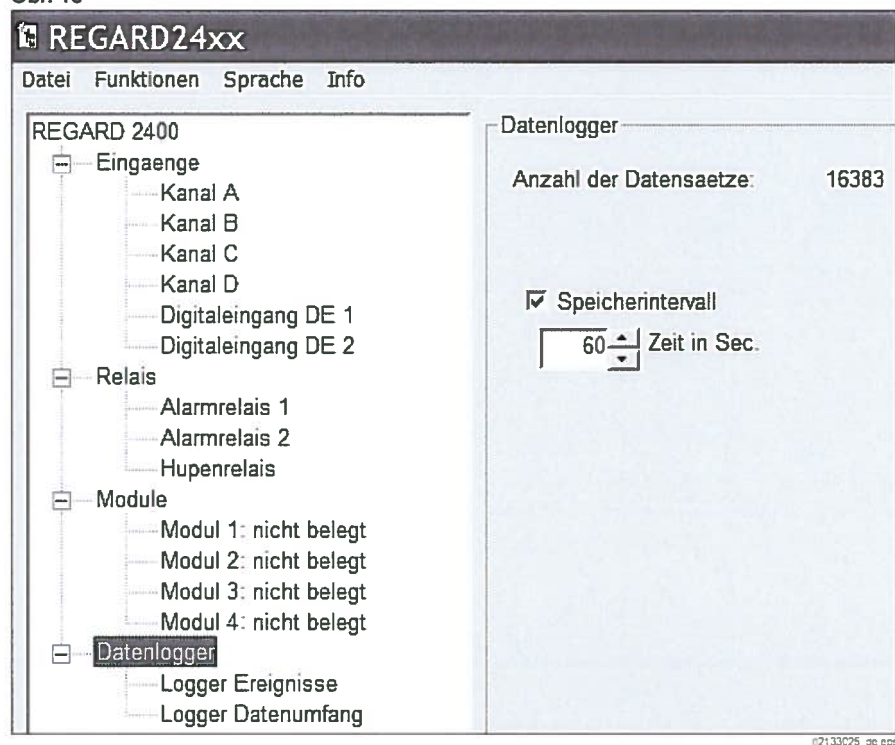 REGARD24xx
Datei Funktionen Sprache Info
REGARD 2400
Eingaenge
Kanal A
Kanal B
Kanal C
Kanal D
Digitaleingang DE 1
Digitaleingang DE 2
Relais
Alarmrelais 1
Alarmrelais 2
Hupenrelais
Module
Modul 1: nicht belegt
Modul 2: nicht belegt
Modul 3: nicht belegt
Modul 4: nicht belegt
Datenlogger
Logger Ereignisse
Logger Datenumfang
Datenlogger
Anzahl der Datensaetze: 16383
Speicherintervall
60 Zeit in Sec.